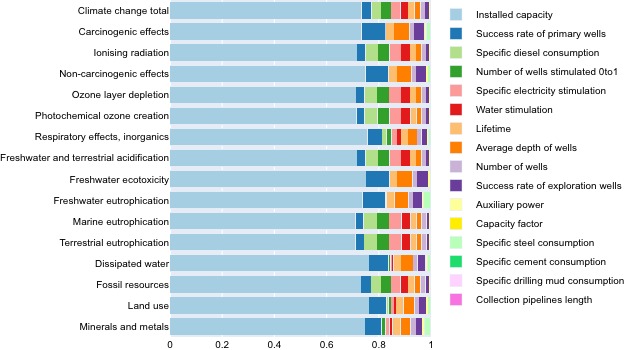 Climate change total
Carcinogenic effects
Ionising radiation
Non-carcinogenic effects
Ozone layer depletion
Photochemical ozone creation
Respiratory effects, inorganics
Freshwater and terrestrial acidification
Freshwater ecotoxicity
Freshwater eutrophication
Marine eutrophication
Terrestrial eutrophication
Dissipated water
Fossil resources
Land use
Minerals and metals
0 0.2 0.4 0.6 0.8 1
Installed capacity
Success rate of primary wells
Specific diesel consumption
Number of wells stimulated 0to1
Specific electricity stimulation
Water stimulation
Lifetime
Average depth of wells
Number of wells
Success rate of exploration wells
Auxiliary power
Capacity factor
Specific steel consumption
Specific cement consumption
Specific drilling mud consumption
Collection pipelines length